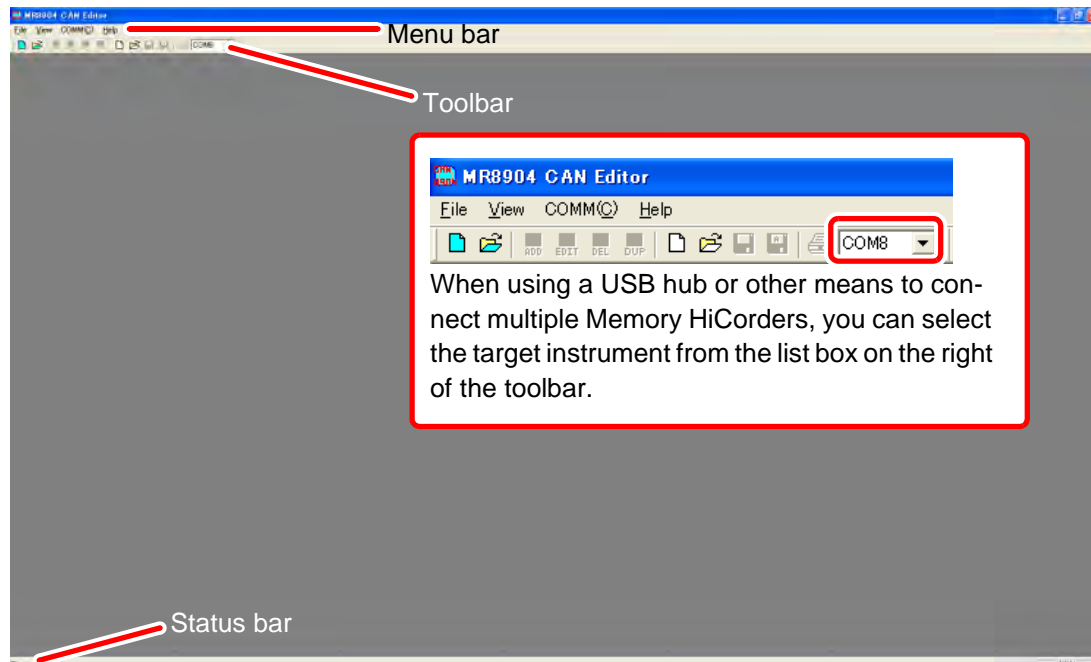 MR8904 CAN Editor
File View COMM(C) Help
COM8
Menu bar
Toolbar
MR8904 CAN Editor
File View COMM(C) Help
ADD EDIT DEL DUP COM8
When using a USB hub or other means to con-
nect multiple Memory HiCorders, you can select
the target instrument from the list box on the right
of the toolbar.
Status bar